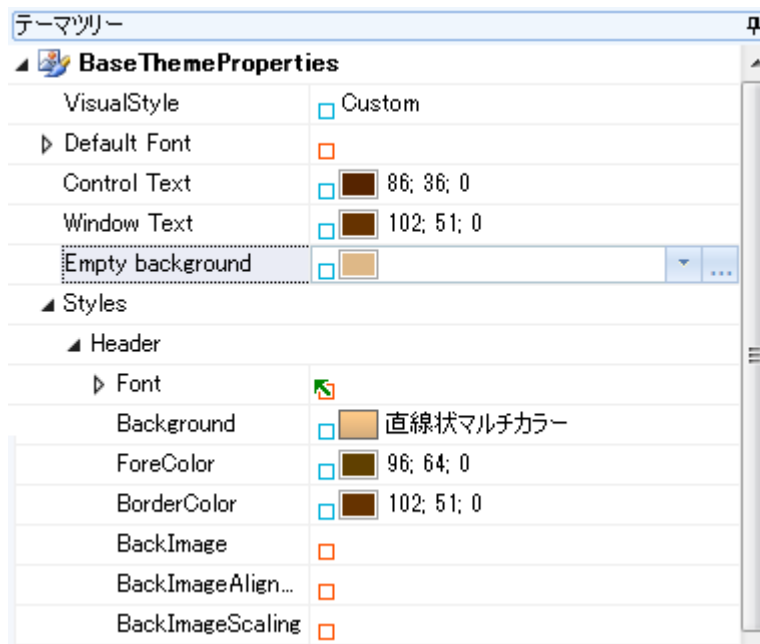 テーマツリー
BaseThemeProperties
VisualStyle Custom
Default Font
Control Text 86; 36; 0
Window Text 102; 51; 0
Empty background ...
Styles
Header
Font
Background 直線状マルチカラー
ForeColor 96; 64; 0
BorderColor 102; 51; 0
BackImage
BackImageAlign...
BackImageScaling